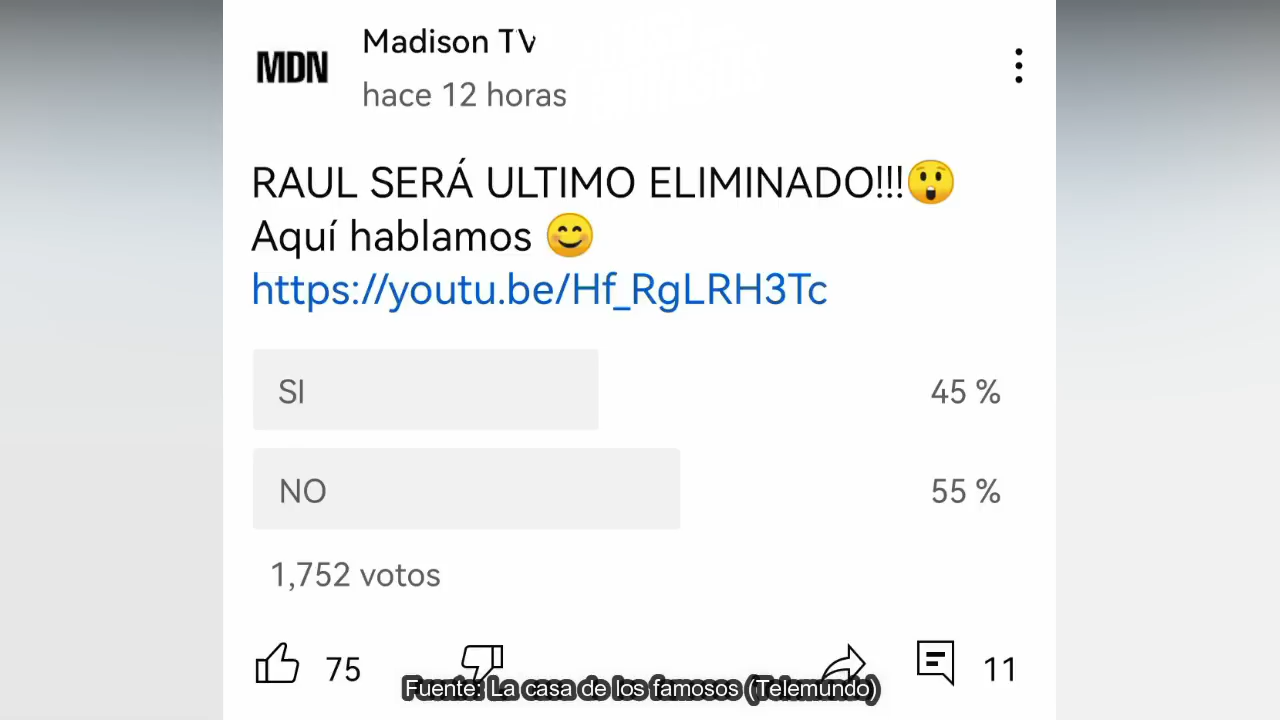 MDN
Madison TV
hace 12 horas
RAUL SERÁ ULTIMO ELIMINADO!!!😲
Aquí hablamos 😊
https://youtu.be/Hf_RgLRH3Tc
SI 45 %
NO 55 %
1,752 votos
75 11
Fuente: La casa de los famosos (Telemundo)